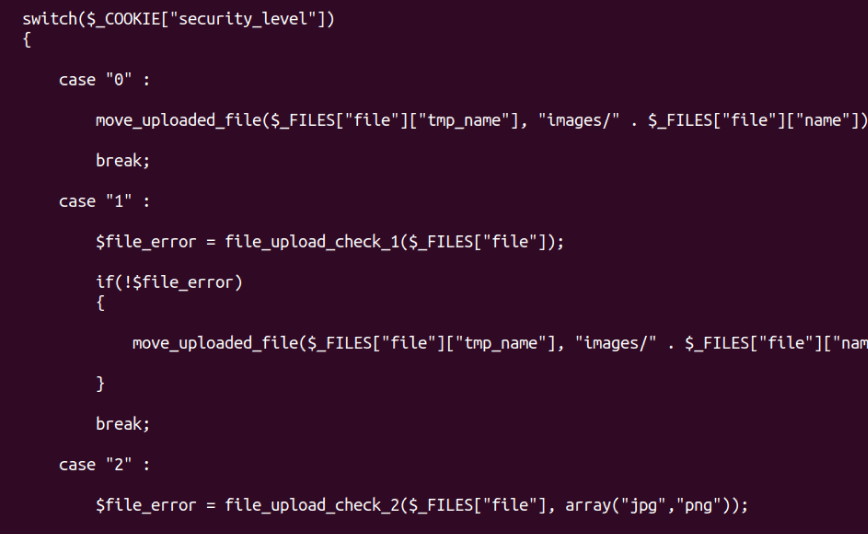 switch($_COOKIE["security_level"])
{
case "0" :
move_uploaded_file($_FILES["file"]["tmp_name"], "images/" . $_FILES["file"]["name"])
break;
case "1" :
$file_error = file_upload_check_1($_FILES["file"]);
if(!$file_error)
{
move_uploaded_file($_FILES["file"]["tmp_name"], "images/" . $_FILES["file"]["nam
}
break;
case "2" :
$file_error = file_upload_check_2($_FILES["file"], array("jpg","png"));